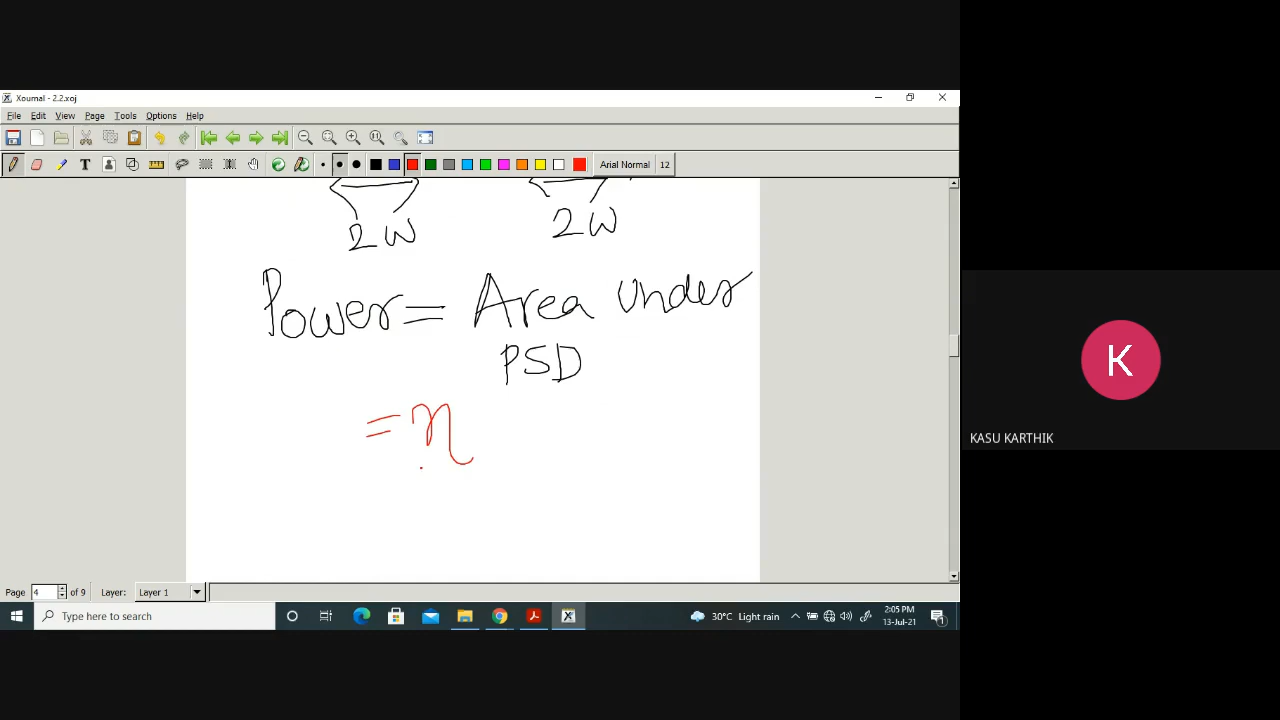 Xournal - 2.2.xoj
File Edit View Page Tools Options Help
Arial Normal 12
2W 2W
Power = Area Under
PSD
= η
K
KASU KARTHIK
Page 4 of 9 Layer: Layer 1
Type here to search
30°C Light rain
2:05 PM
13-Jul-21
1